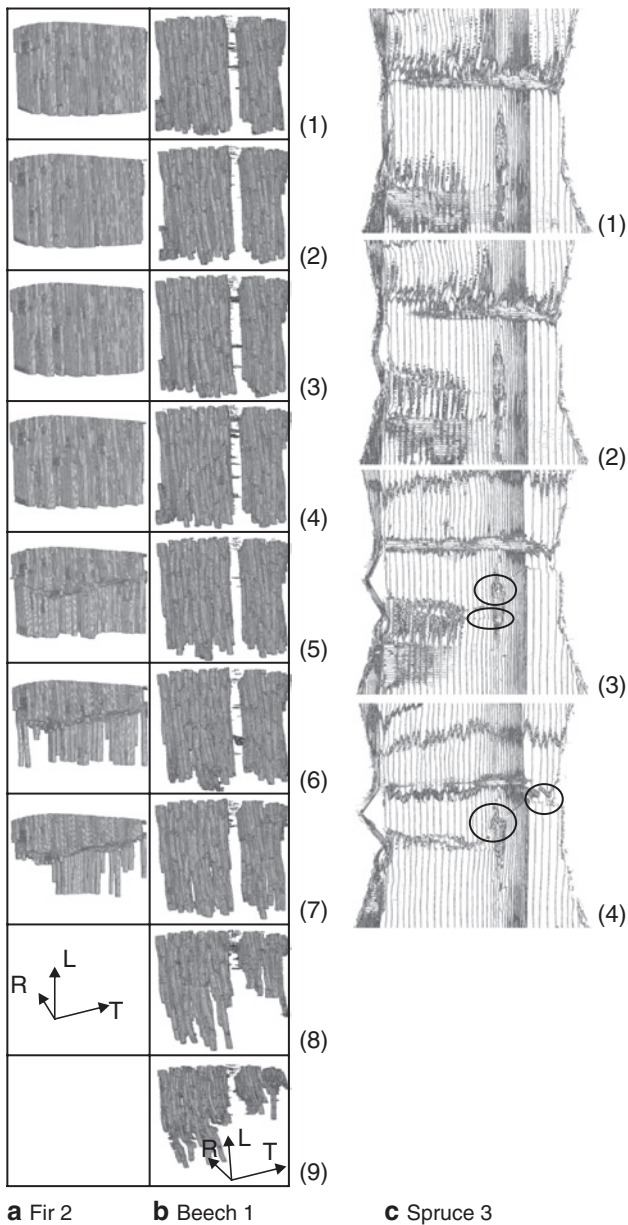 (1)
(2)
(3)
(4)
(5)
(6)
(7)
L
R
T
(8)
L
R
T
(9)
(1)
(2)
(3)
(4)
a Fir 2
b Beech 1
c Spruce 3